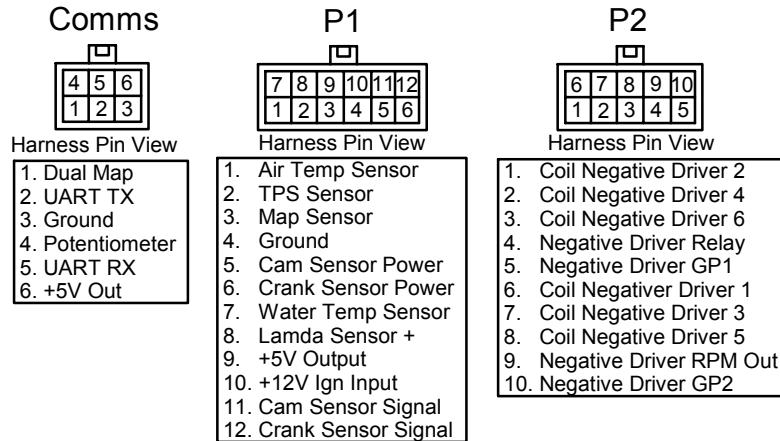 Comms
4 5 6
1 2 3
Harness Pin View
1. Dual Map
2. UART TX
3. Ground
4. Potentiometer
5. UART RX
6. +5V Out
P1
7 8 9 10 11 12
1 2 3 4 5 6
Harness Pin View
1. Air Temp Sensor
2. TPS Sensor
3. Map Sensor
4. Ground
5. Cam Sensor Power
6. Crank Sensor Power
7. Water Temp Sensor
8. Lamda Sensor +
9. +5V Output
10. +12V Ign Input
11. Cam Sensor Signal
12. Crank Sensor Signal
P2
6 7 8 9 10
1 2 3 4 5
Harness Pin View
1. Coil Negative Driver 2
2. Coil Negative Driver 4
3. Coil Negative Driver 6
4. Negative Driver Relay
5. Negative Driver GP1
6. Coil Negativer Driver 1
7. Coil Negative Driver 3
8. Coil Negative Driver 5
9. Negative Driver RPM Out
10. Negative Driver GP2